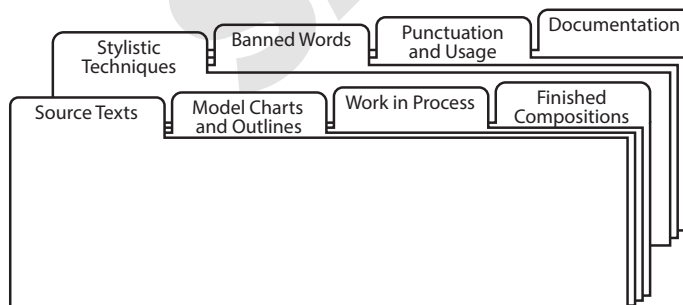 Stylistic
Techniques
Banned Words
Punctuation
and Usage
Documentation
Source Texts
Model Charts
and Outlines
Work in Process
Finished
Compositions